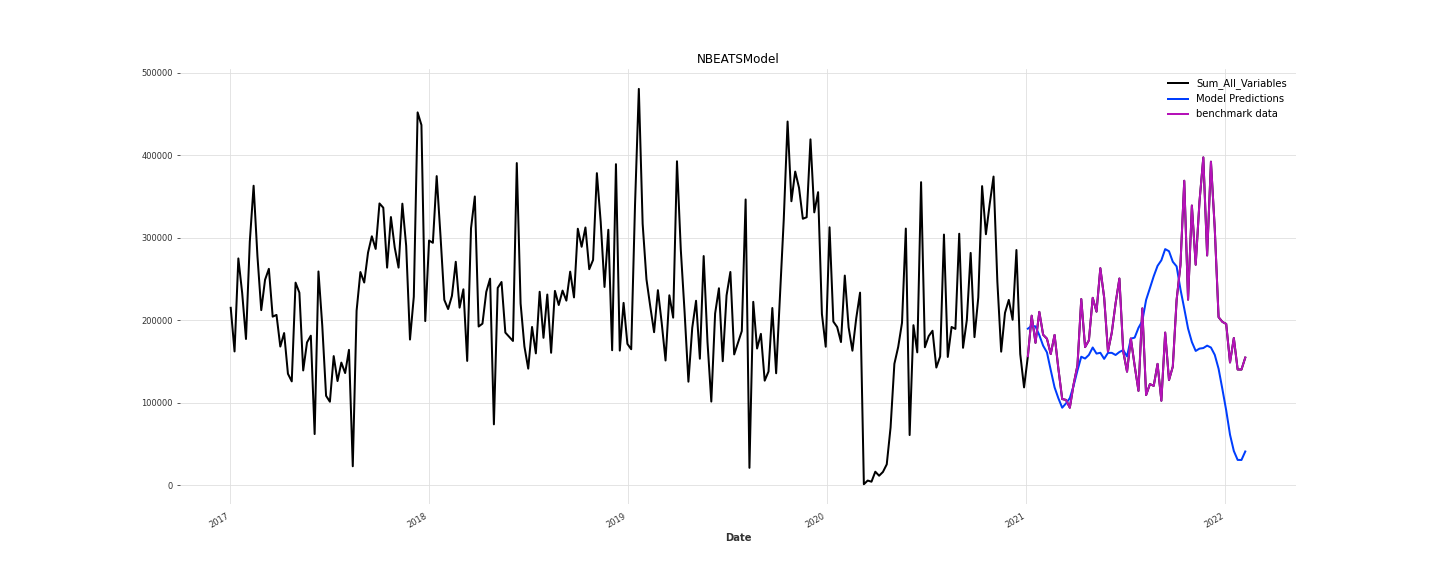 NBEATSModel
500000
Sum_All_Variables
Model Predictions
benchmark data
400000
300000
200000
100000
0
2017
2018
2019
2020
2021
2022
Date